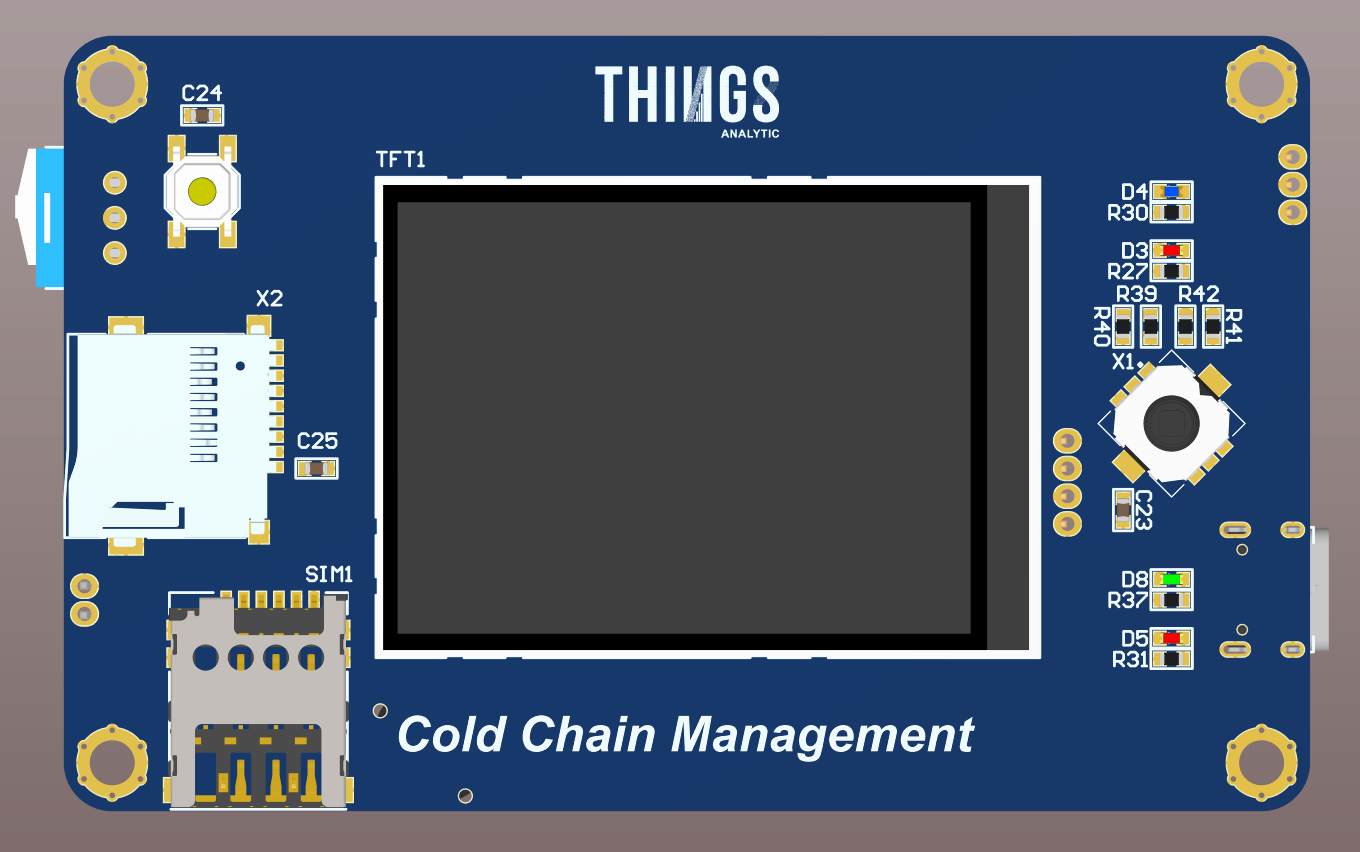 THINGS
ANALYTIC
C24
TFT1
D4
R30
D3
R27
R39 R42
R40
R41
X2
X1
C25
C23
SIM1
D8
R37
D5
R31
Cold Chain Management